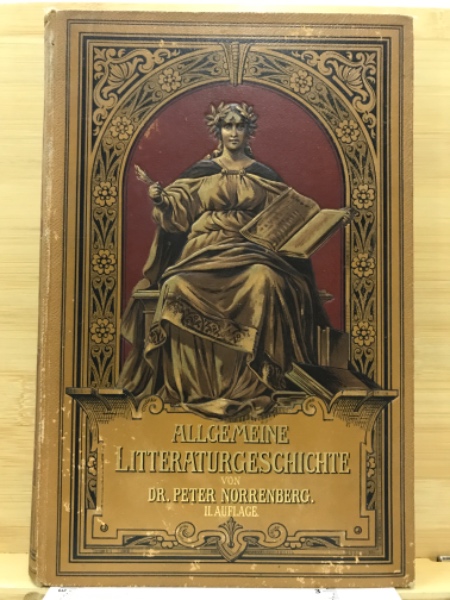 ALLGEMEINE
LITTERATURGESCHICHTE
VON
DR. PETER NORRENBERG.
II. AUFLAGE.